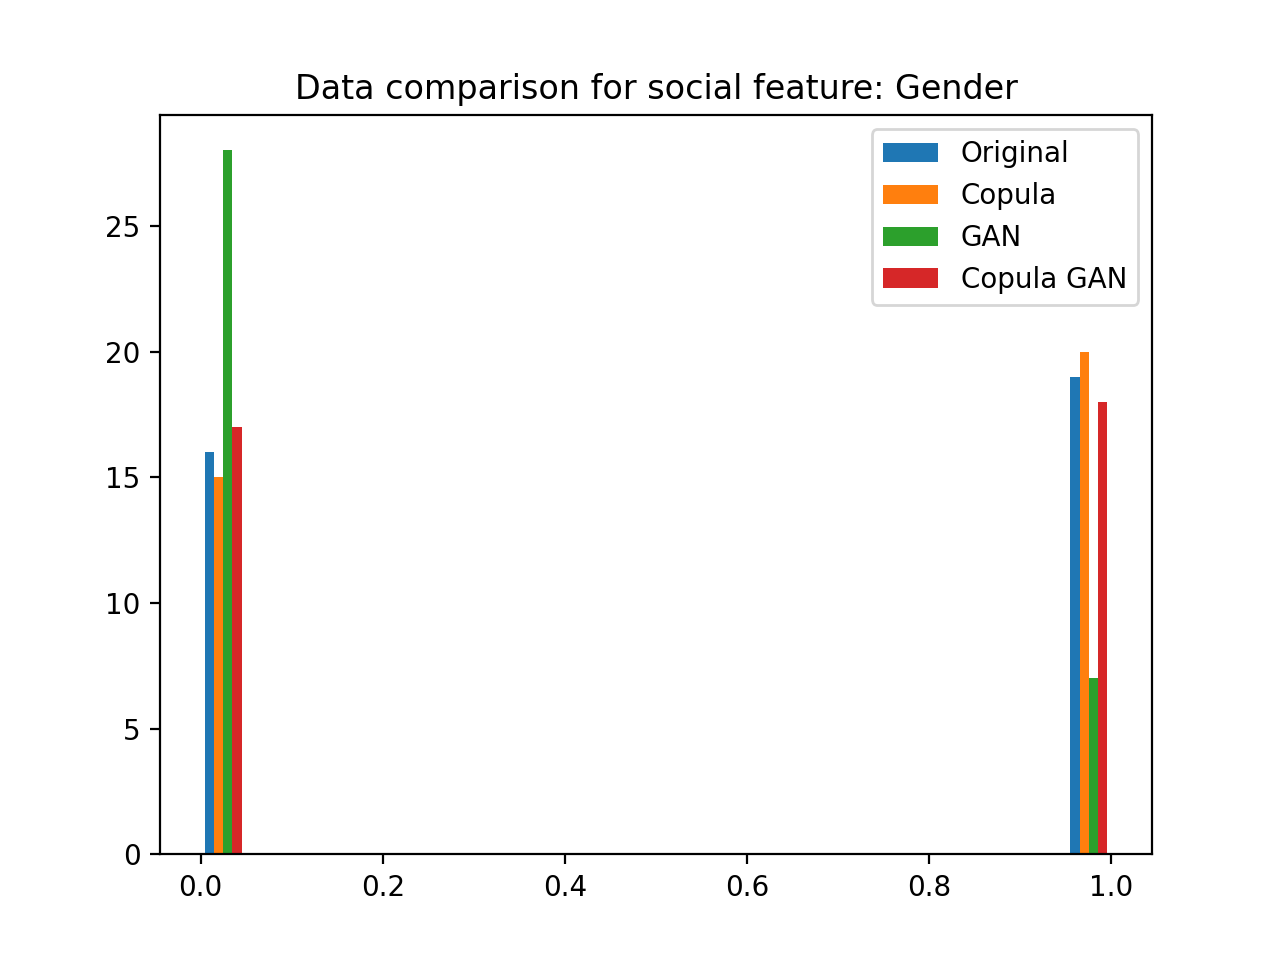 Data comparison for social feature: Gender
Original
Copula
GAN
Copula GAN
25
20
15
10
5
0
0.0 0.2 0.4 0.6 0.8 1.0